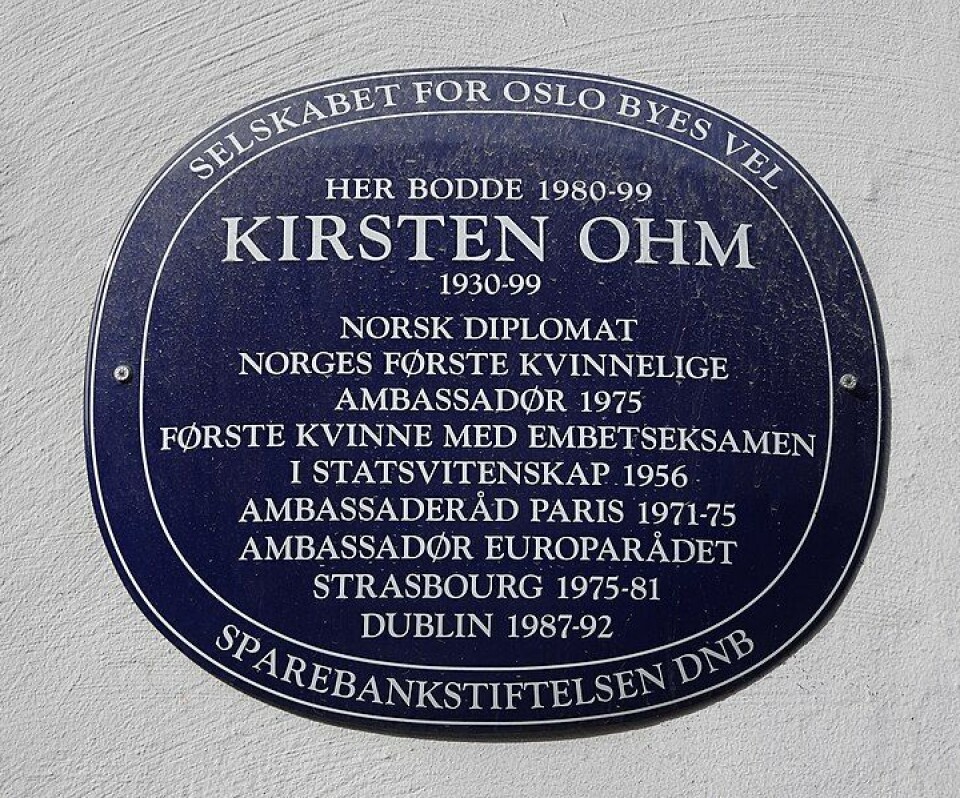 SELSKABET FOR OSLO BYES VEL
HER BODDE 1980-99
KIRSTEN OHM
1930-99
NORSK DIPLOMAT
NORGES FØRSTE KVINNELIGE
AMBASSADØR 1975
FØRSTE KVINNE MED EMBETSEKSAMEN
I STATSVITENSKAP 1956
AMBASSADERÅD PARIS 1971-75
AMBASSADØR EUROPARÅDET
STRASBOURG 1975-81
DUBLIN 1987-92
SPAREBANKSTIFTELSEN DNB